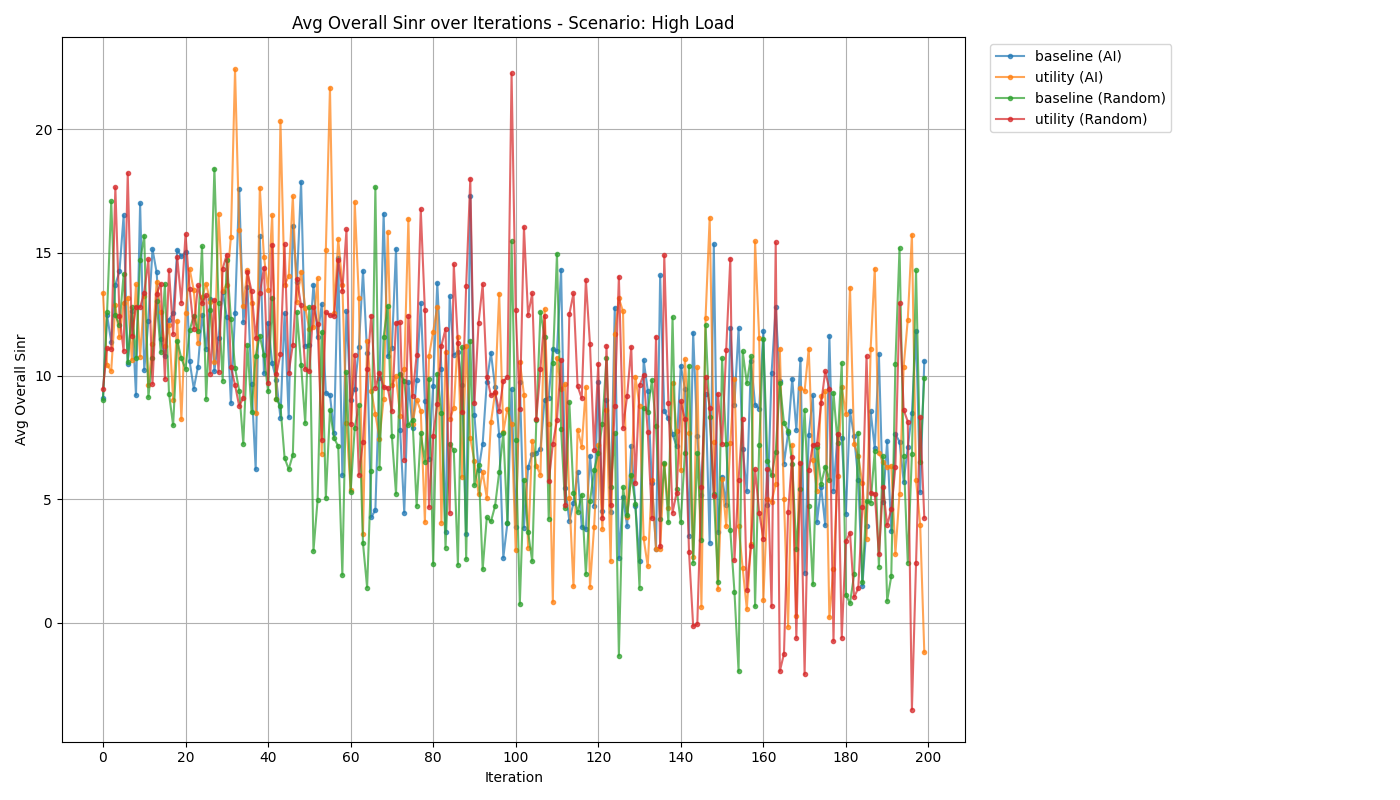 Avg Overall Sinr over Iterations - Scenario: High Load
baseline (AI)
utility (AI)
baseline (Random)
utility (Random)
Avg Overall Sinr
20
15
10
5
0
0 20 40 60 80 100 120 140 160 180 200
Iteration